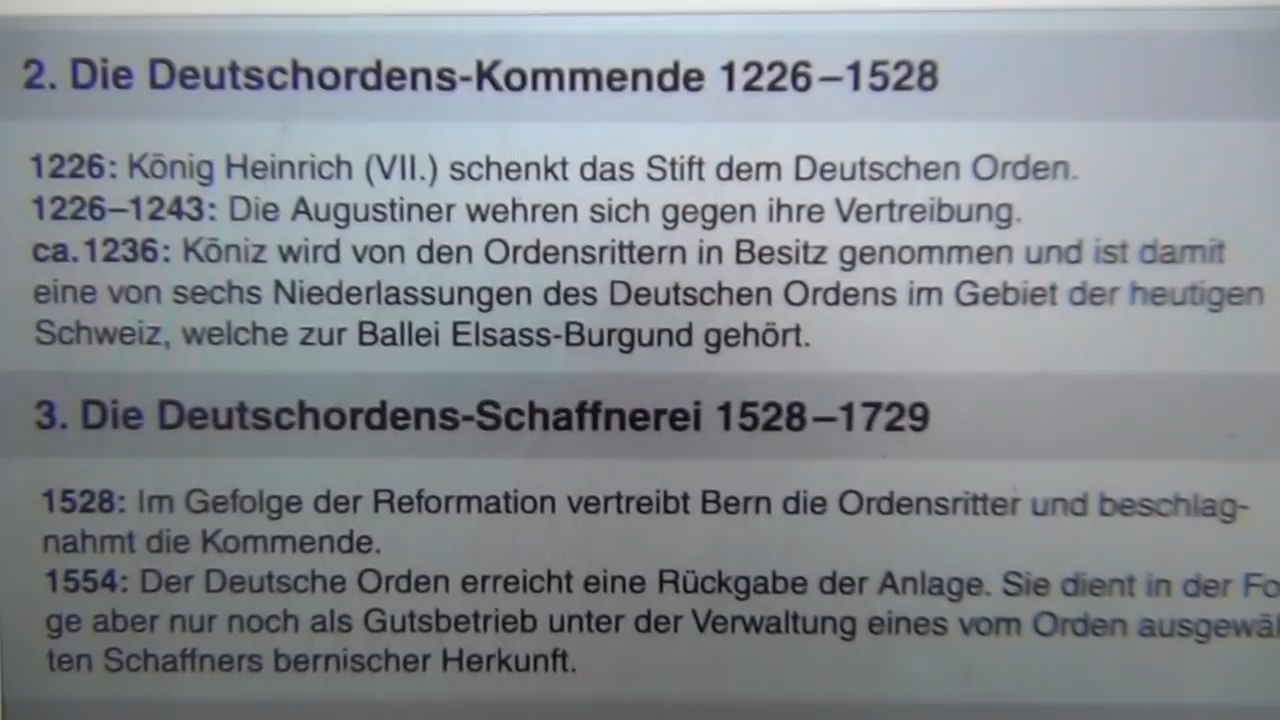 2. Die Deutschordens-Kommende 1226–1528
1226: König Heinrich (VII.) schenkt das Stift dem Deutschen Orden.
1226–1243: Die Augustiner wehren sich gegen ihre Vertreibung.
ca. 1236: Köniz wird von den Ordensrittern in Besitz genommen und ist damit
eine von sechs Niederlassungen des Deutschen Ordens im Gebiet der heutigen
Schweiz, welche zur Ballei Elsass-Burgund gehört.
3. Die Deutschordens-Schaffnerei 1528–1729
1528: Im Gefolge der Reformation vertreibt Bern die Ordensritter und beschlag-
nahmt die Kommende.
1554: Der Deutsche Orden erreicht eine Rückgabe der Anlage. Sie dient in der Fo
ge aber nur noch als Gutsbetrieb unter der Verwaltung eines vom Orden ausgewäl
ten Schaffners bernischer Herkunft.